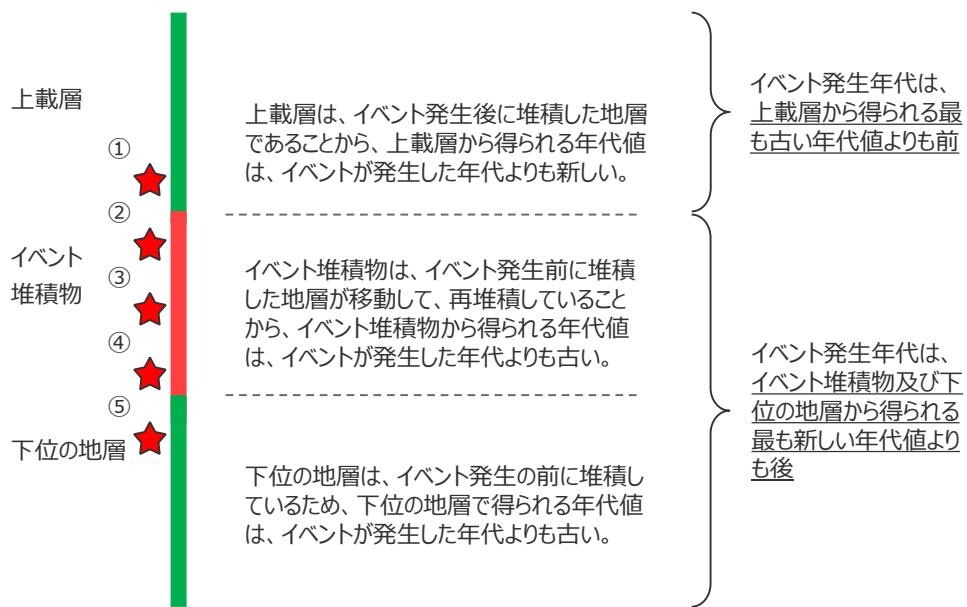 上載層
①
②
イベント
堆積物
③
④
⑤
下位の地層
上載層は、イベント発生後に堆積した地層
であることから、上載層から得られる年代値
は、イベントが発生した年代よりも新しい。
イベント堆積物は、イベント発生前に堆積
した地層が移動して、再堆積していること
から、イベント堆積物から得られる年代値
は、イベントが発生した年代よりも古い。
下位の地層は、イベント発生の前に堆積し
ているため、下位の地層で得られる年代値
は、イベントが発生した年代よりも古い。
イベント発生年代は、
上載層から得られる最
も古い年代値よりも前
イベント発生年代は、
イベント堆積物及び下
位の地層から得られる
最も新しい年代値より
も後